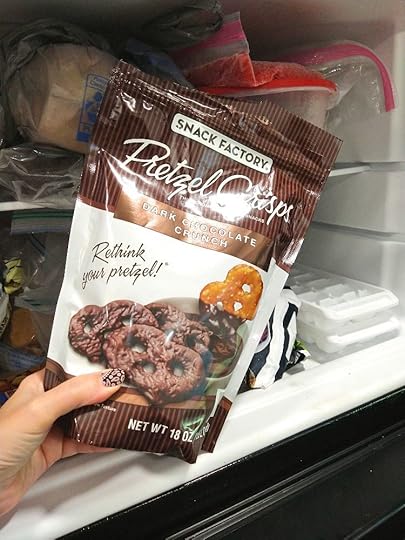 SNACK FACTORY
Pretzel Crisps
DARK CHOCOLATE
CRUNCH
Rethink
your pretzel!
NET WT 18 OZ